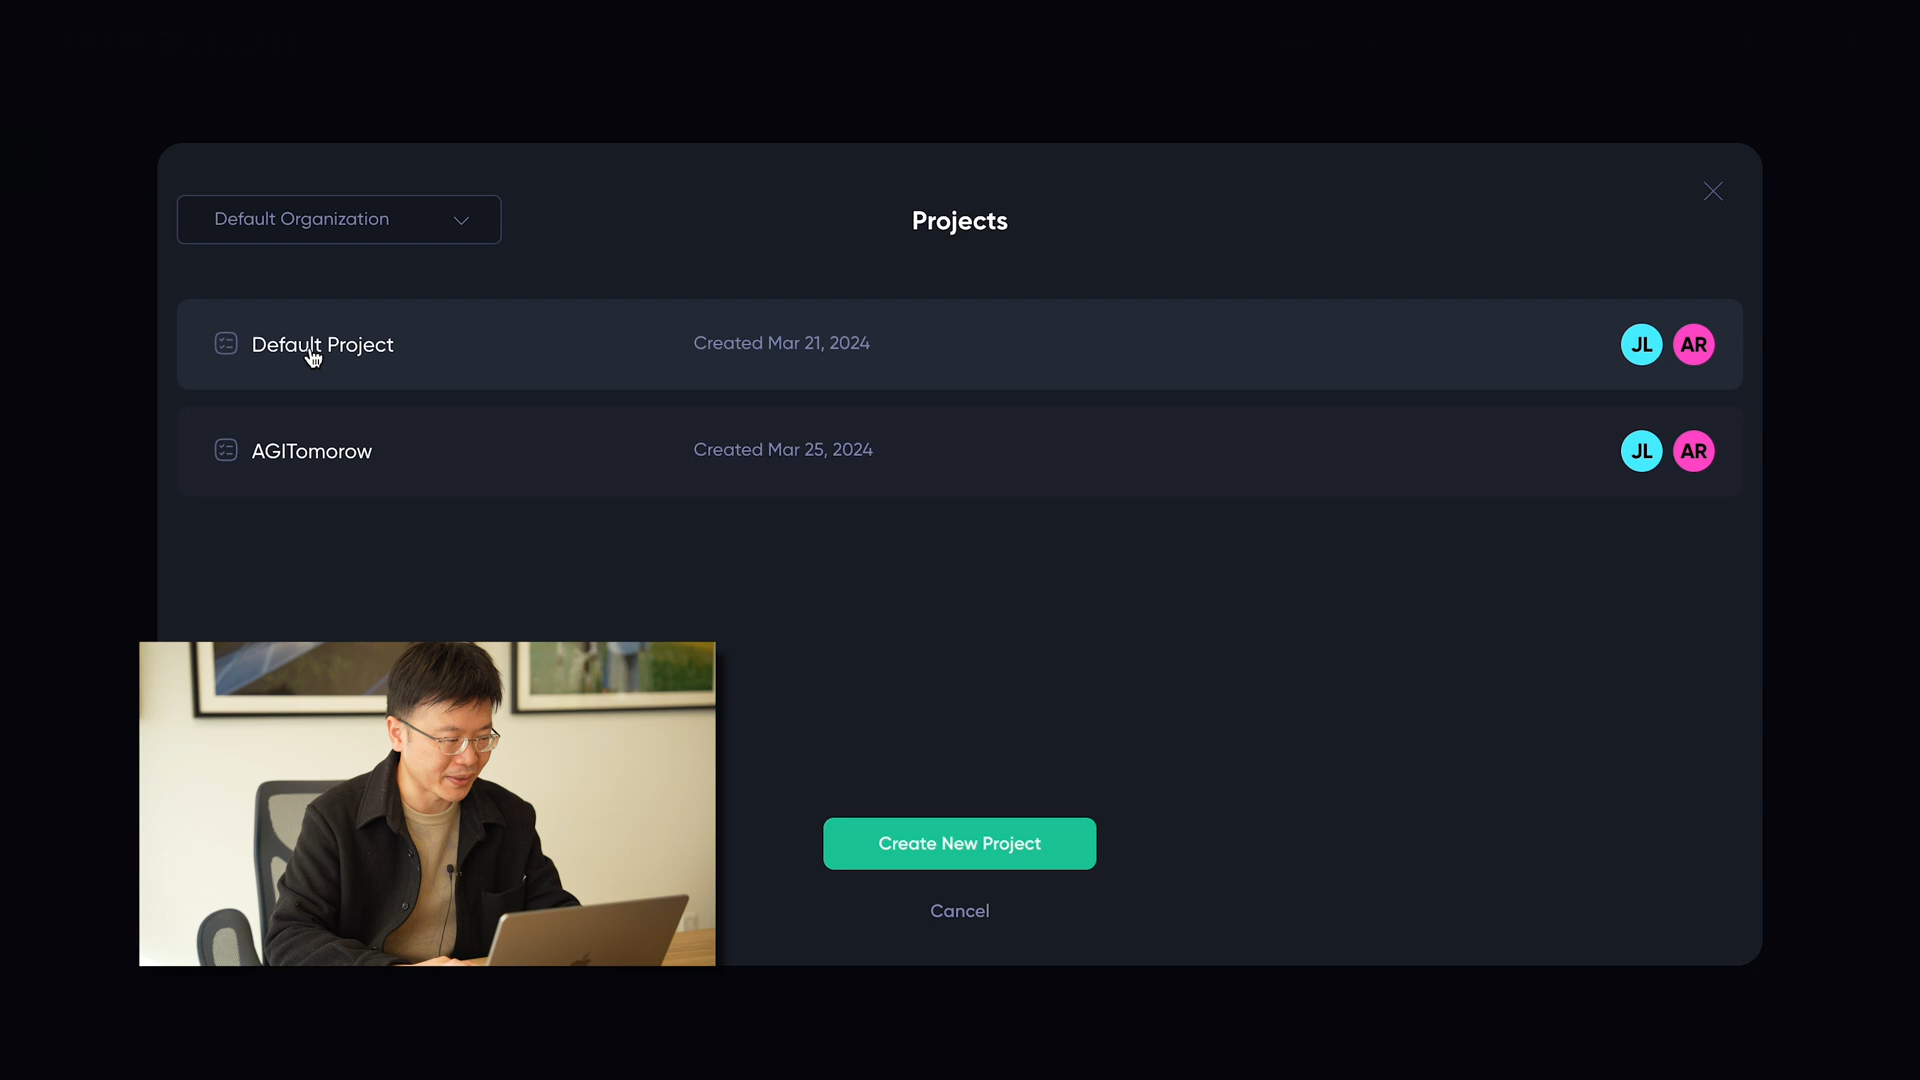 Default Organization
Projects
Default Project
Created Mar 21, 2024
JL
AR
AGITomorow
Created Mar 25, 2024
JL
AR
Create New Project
Cancel